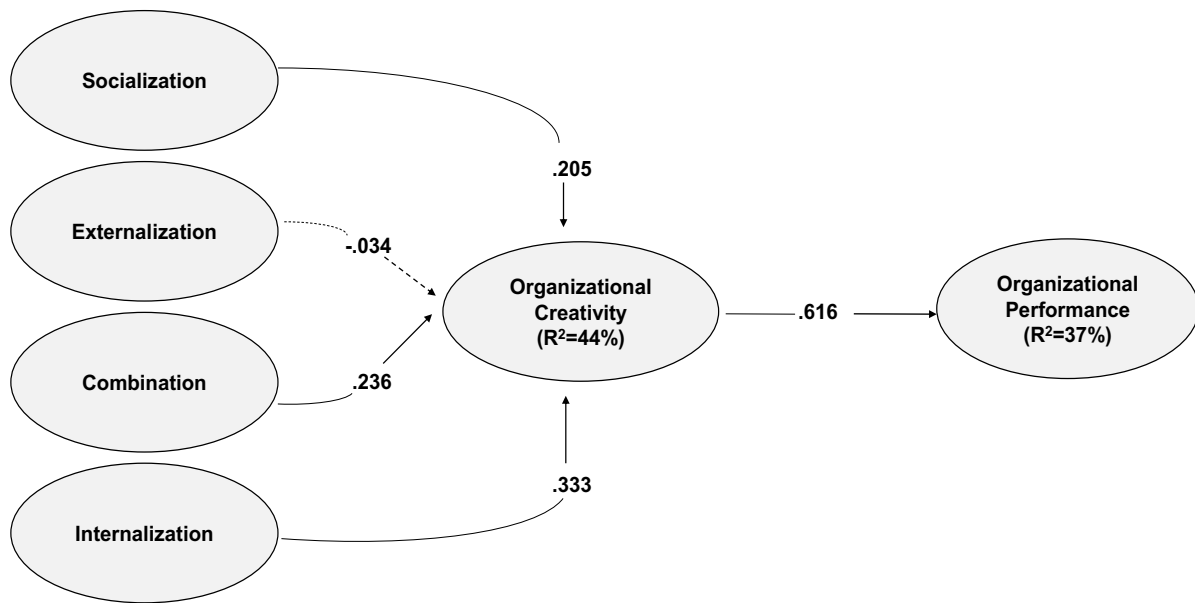 Socialization
.205
Externalization
-.034
Organizational
Creativity
(R²=44%)
.616
Organizational
Performance
(R²=37%)
Combination
.236
.333
Internalization